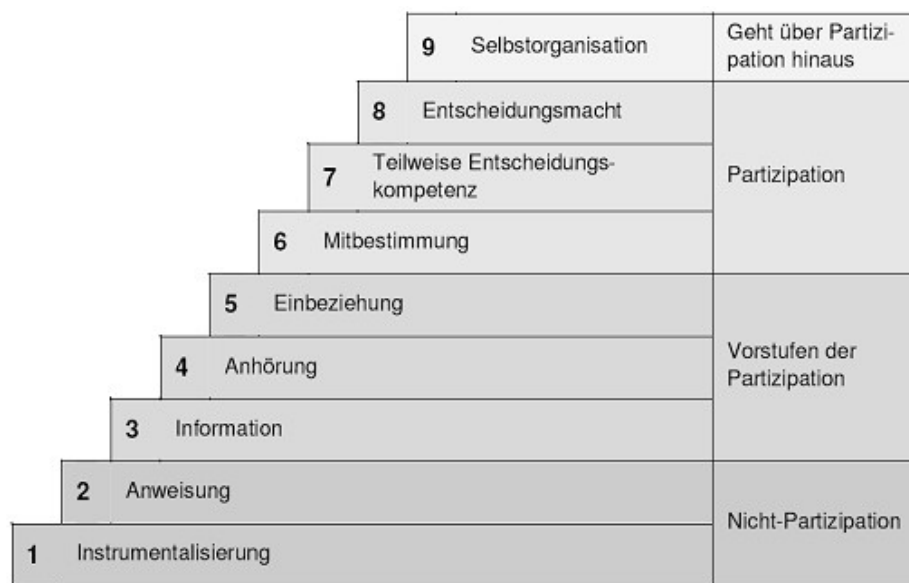 9 Selbstorganisation
Geht über Partizi-
pation hinaus
8 Entscheidungsmacht
7 Teilweise Entscheidungs-
kompetenz
Partizipation
6 Mitbestimmung
5 Einbeziehung
4 Anhörung
Vorstufen der
Partizipation
3 Information
2 Anweisung
Nicht-Partizipation
1 Instrumentalisierung